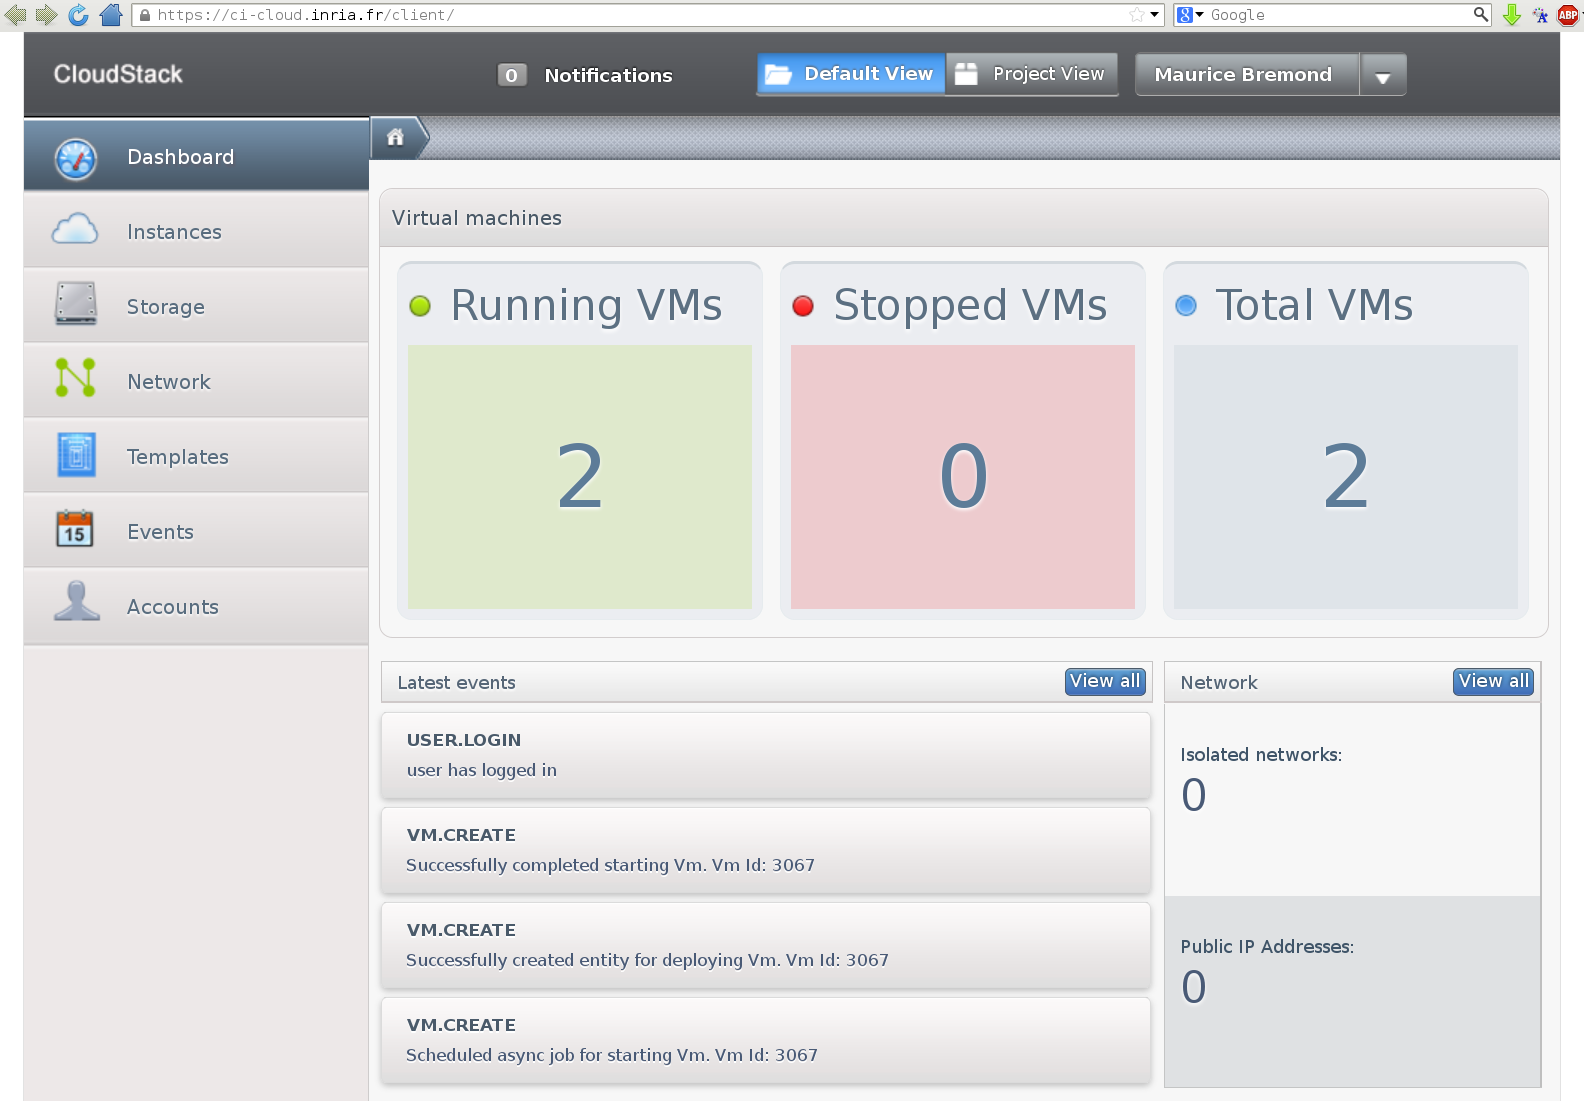 https://ci-cloud.inria.fr/client/
8 Google
ABP
CloudStack
0 Notifications
Default View
Project View
Maurice Bremond
Dashboard
Instances
Storage
Network
Templates
15
Events
Accounts
Virtual machines
Running VMs
Stopped VMs
Total VMs
2
0
2
Latest events
View all
USER.LOGIN
user has logged in
VM.CREATE
Successfully completed starting Vm. Vm Id: 3067
VM.CREATE
Successfully created entity for deploying Vm. Vm Id: 3067
VM.CREATE
Scheduled async job for starting Vm. Vm Id: 3067
Network
View all
Isolated networks:
0
Public IP Addresses:
0